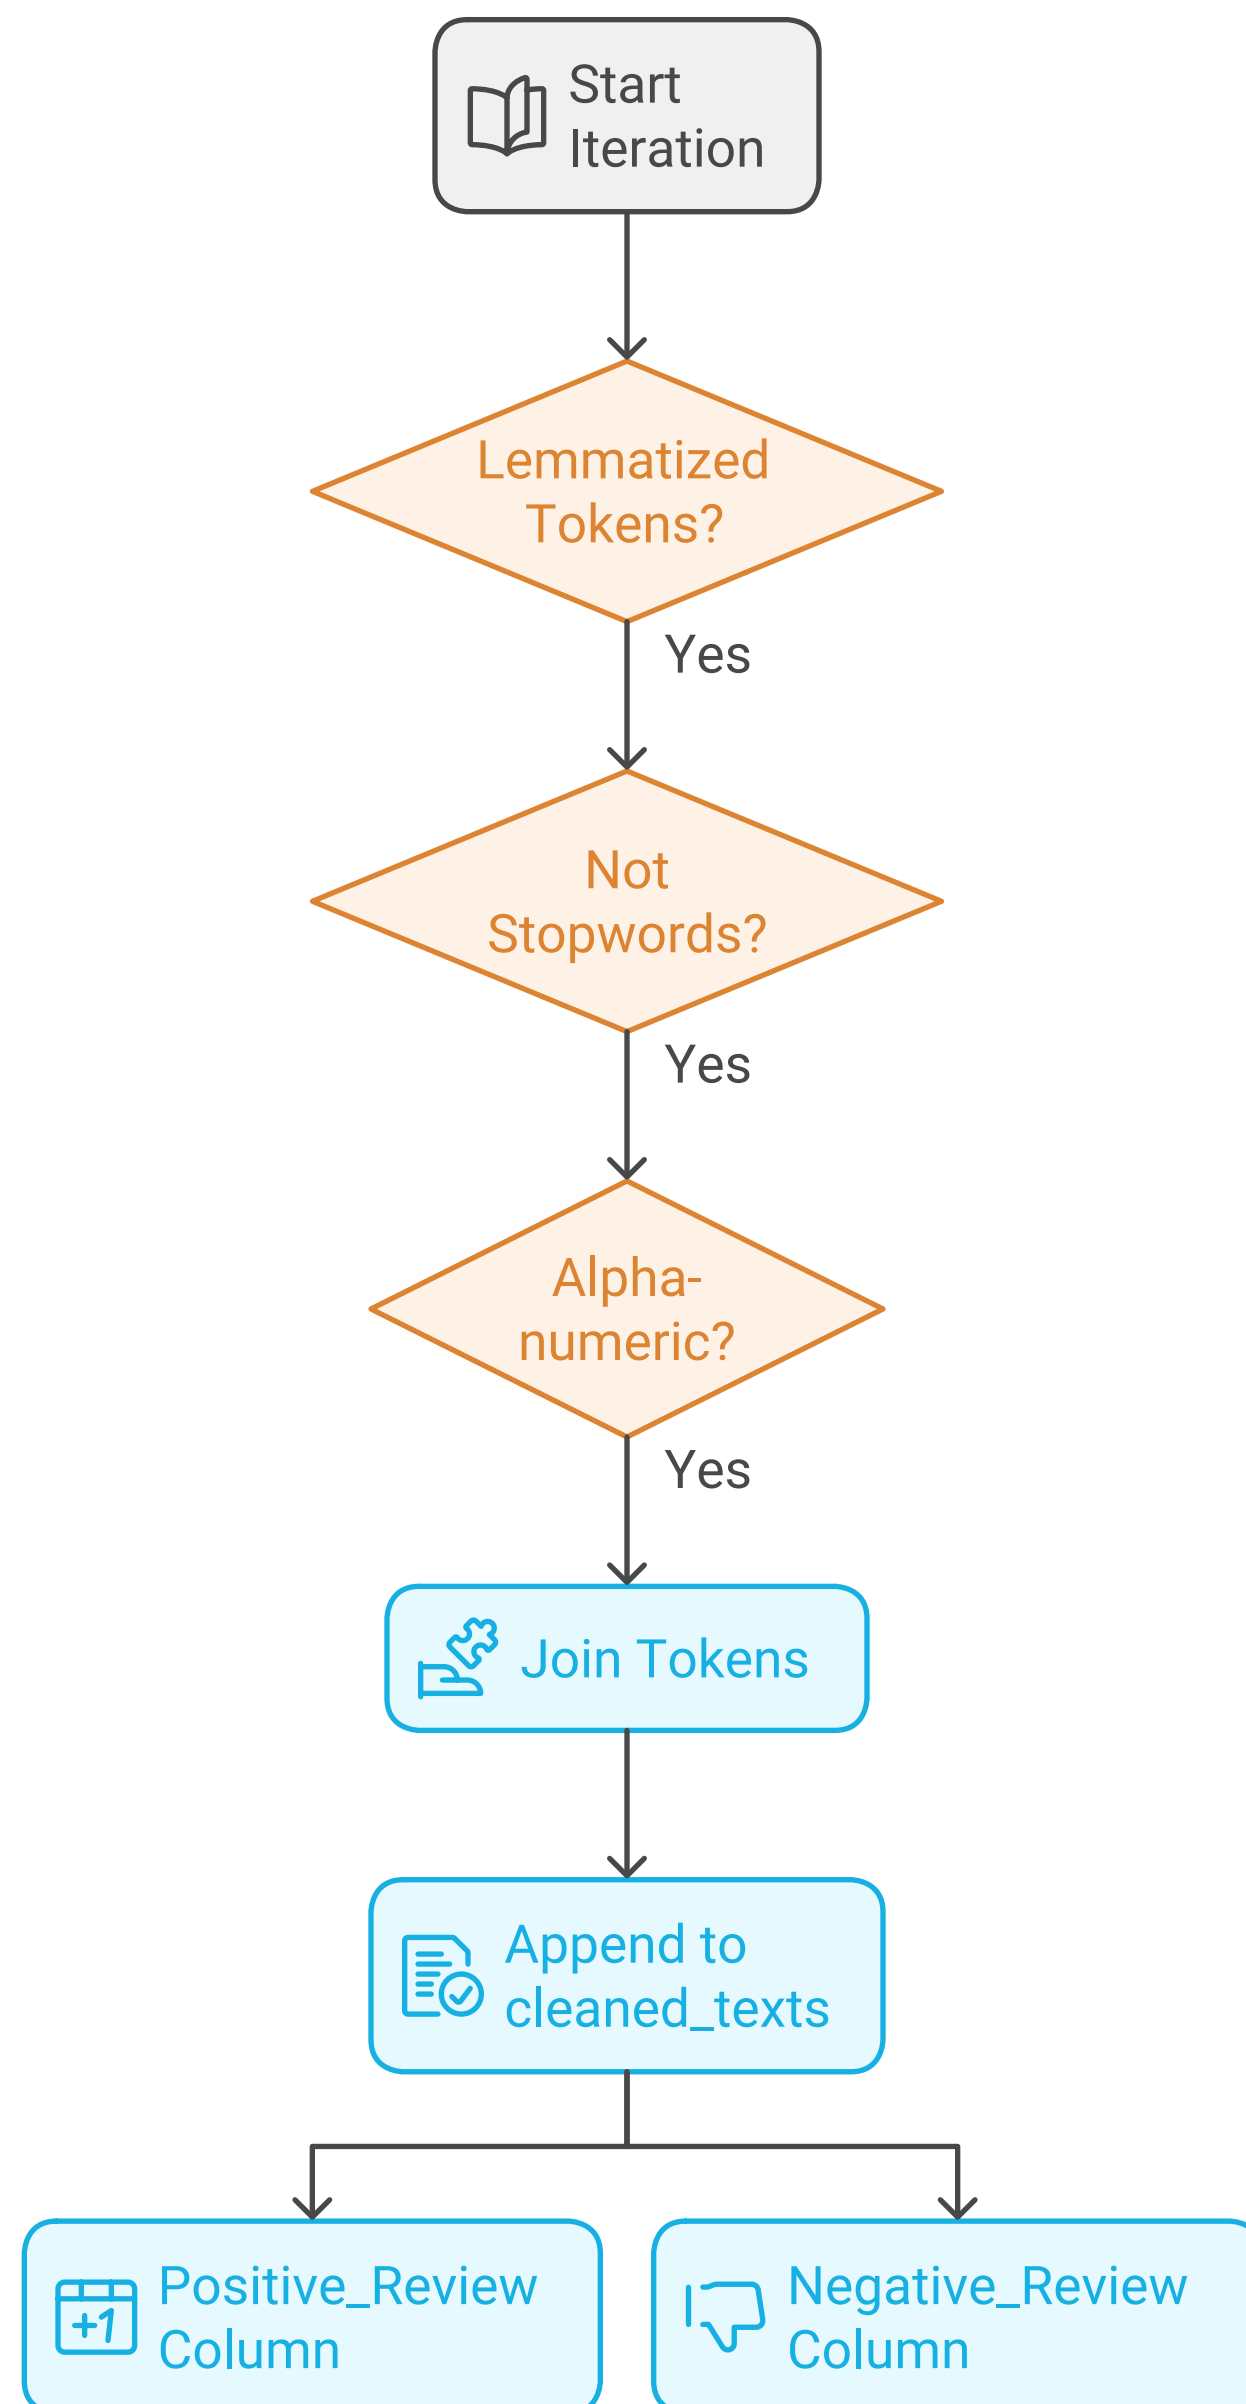 Start
Iteration
Lemmatized
Tokens?
Yes
Not
Stopwords?
Yes
Alpha-
numeric?
Yes
Join Tokens
Append to
cleaned_texts
+1
Positive_Review
Column
Negative_Review
Column